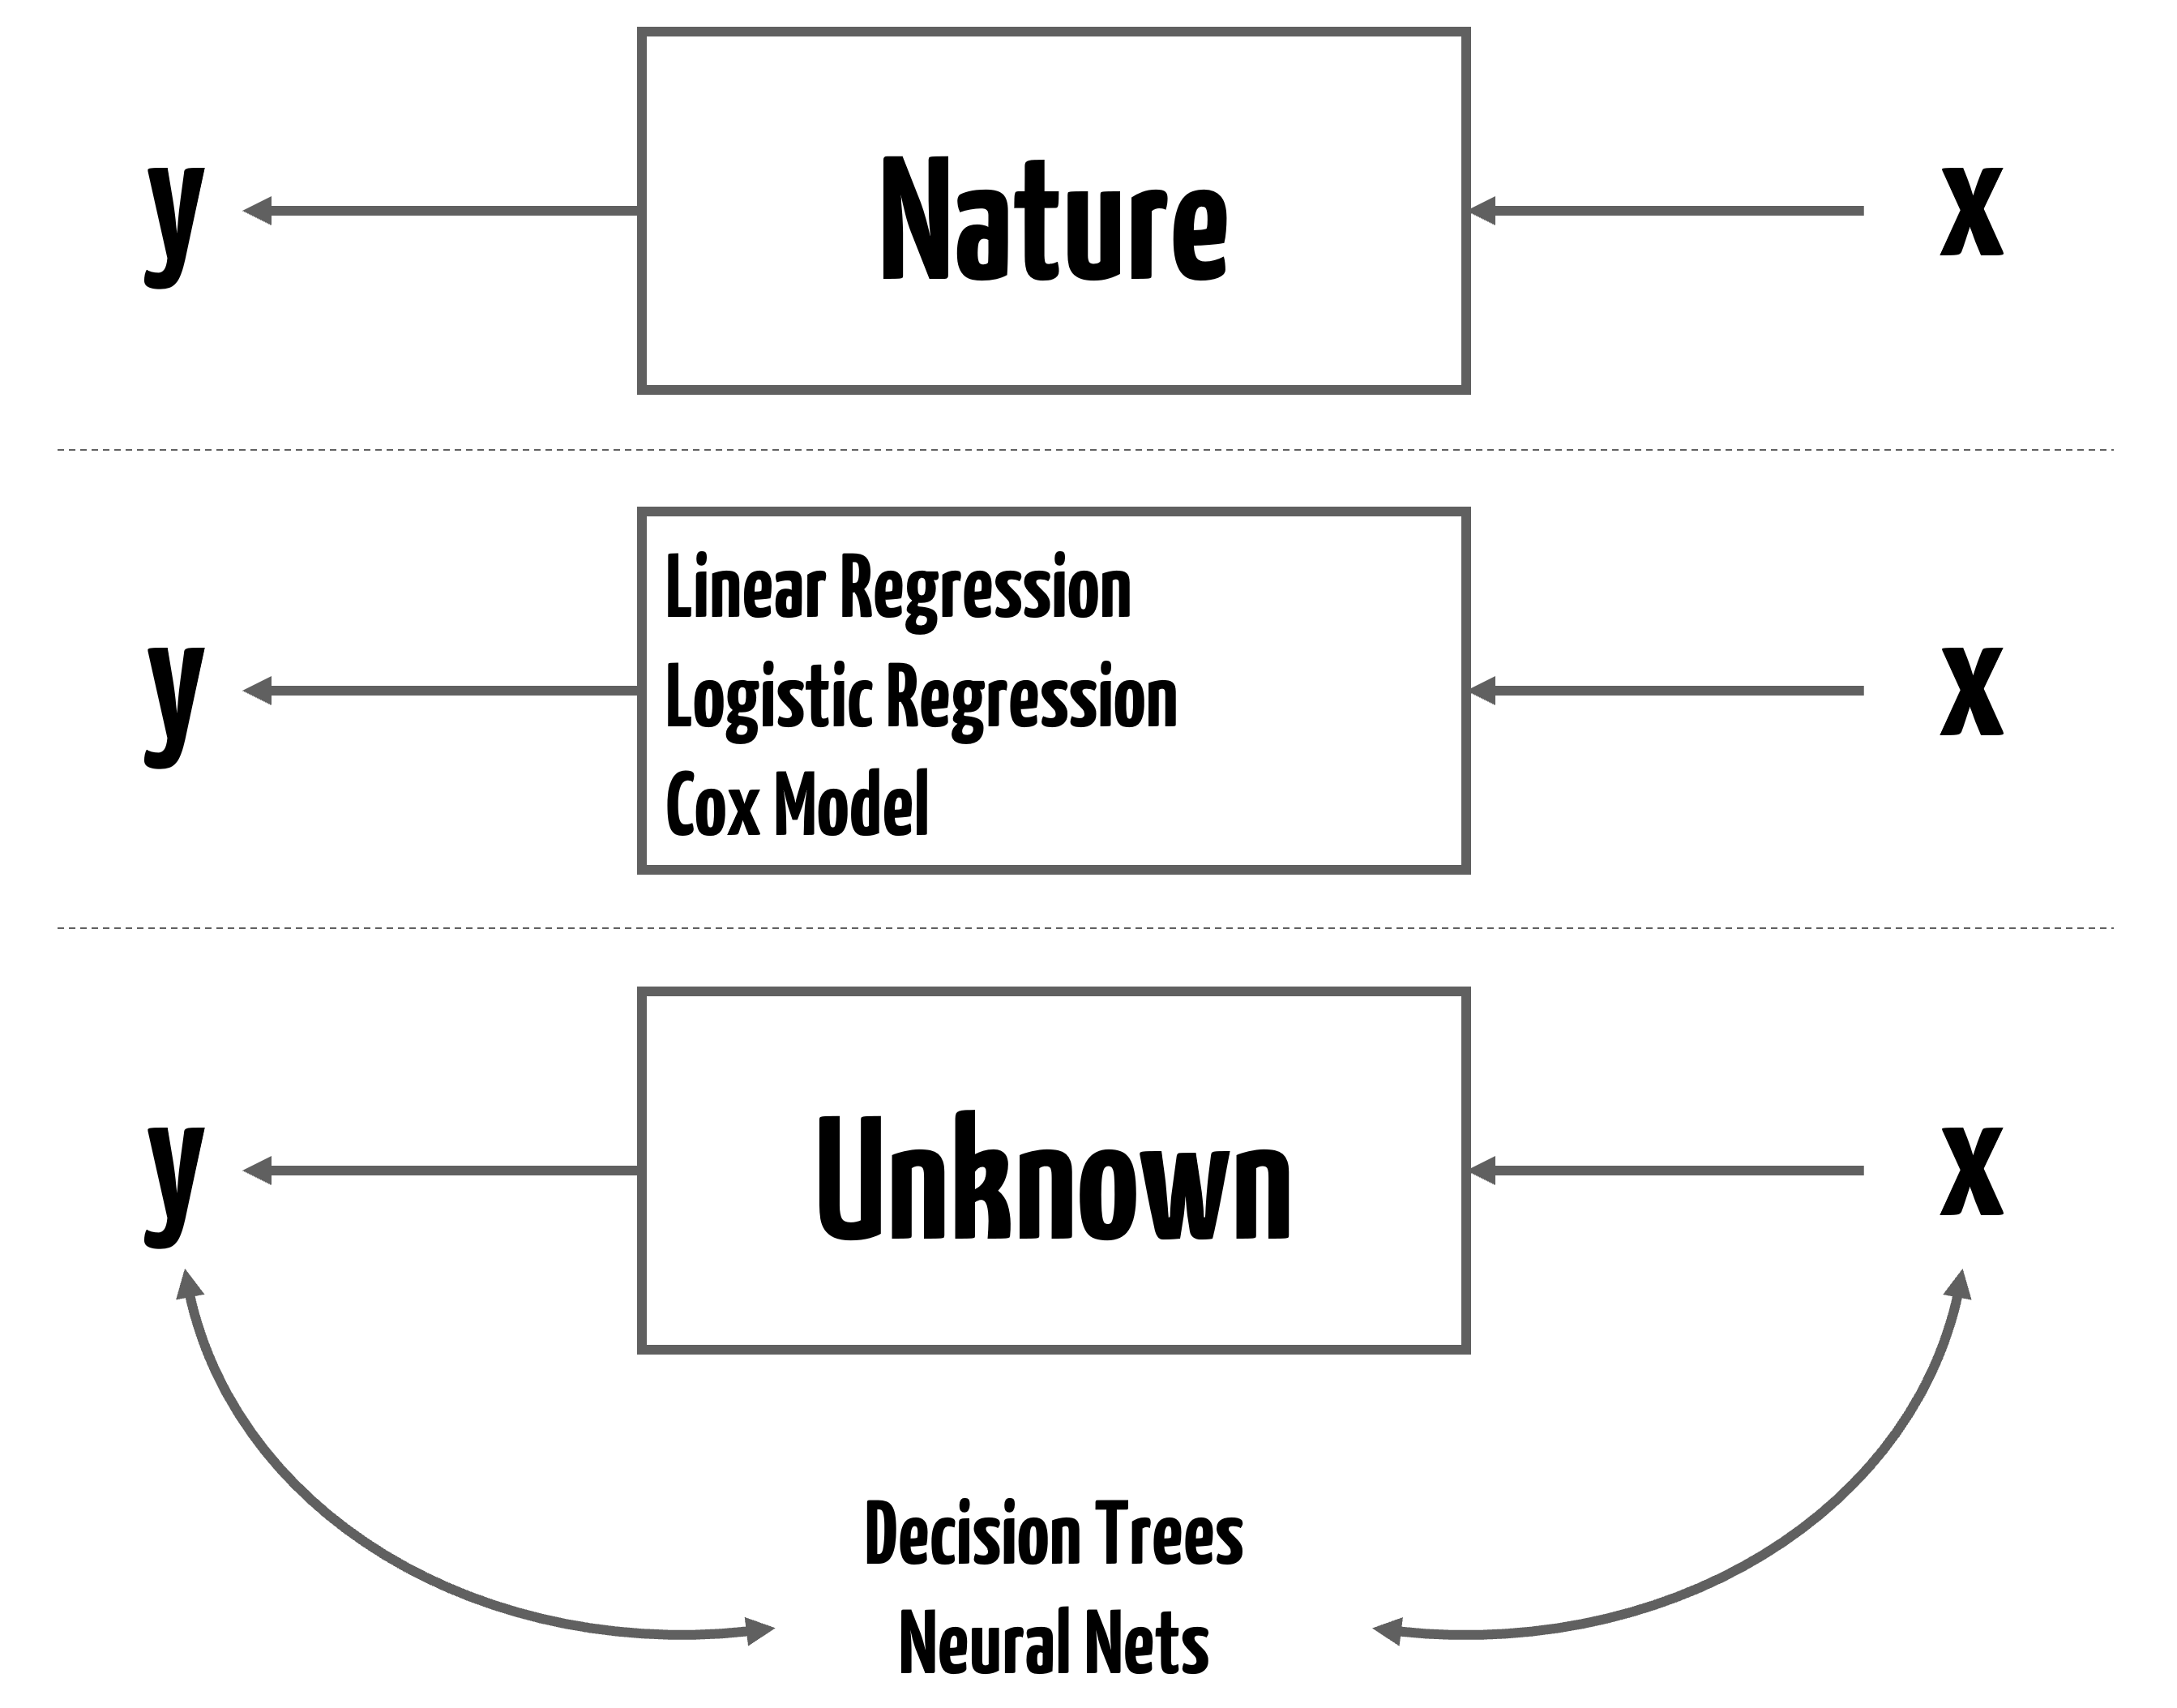 y Nature x
y Linear Regression x
Logistic Regression
Cox Model
y Unknown x
Decision Trees
Neural Nets